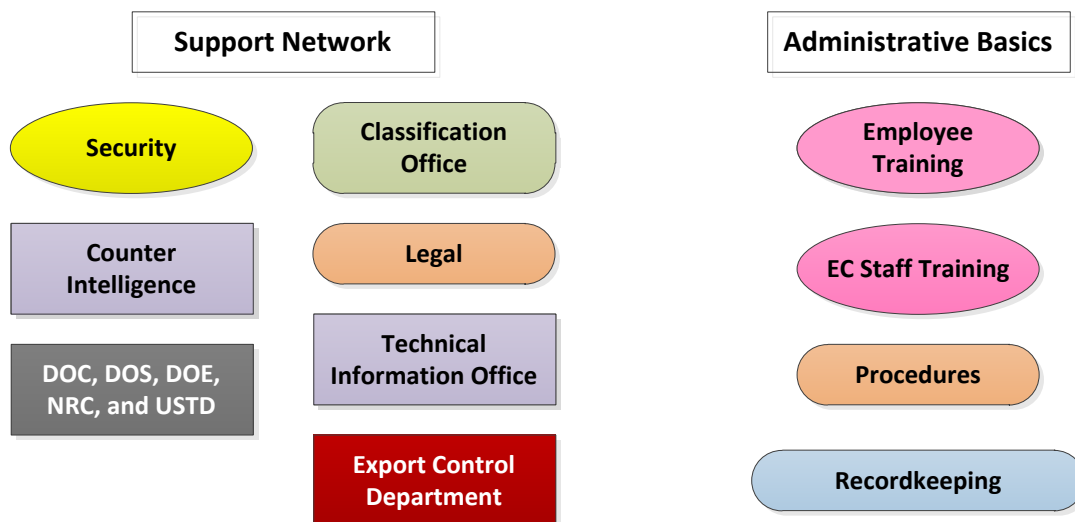 Support Network
Administrative Basics
Security
Classification
Office
Employee
Training
Counter
Intelligence
Legal
EC Staff Training
DOC, DOS, DOE,
NRC, and USTD
Technical
Information Office
Procedures
Export Control
Department
Recordkeeping